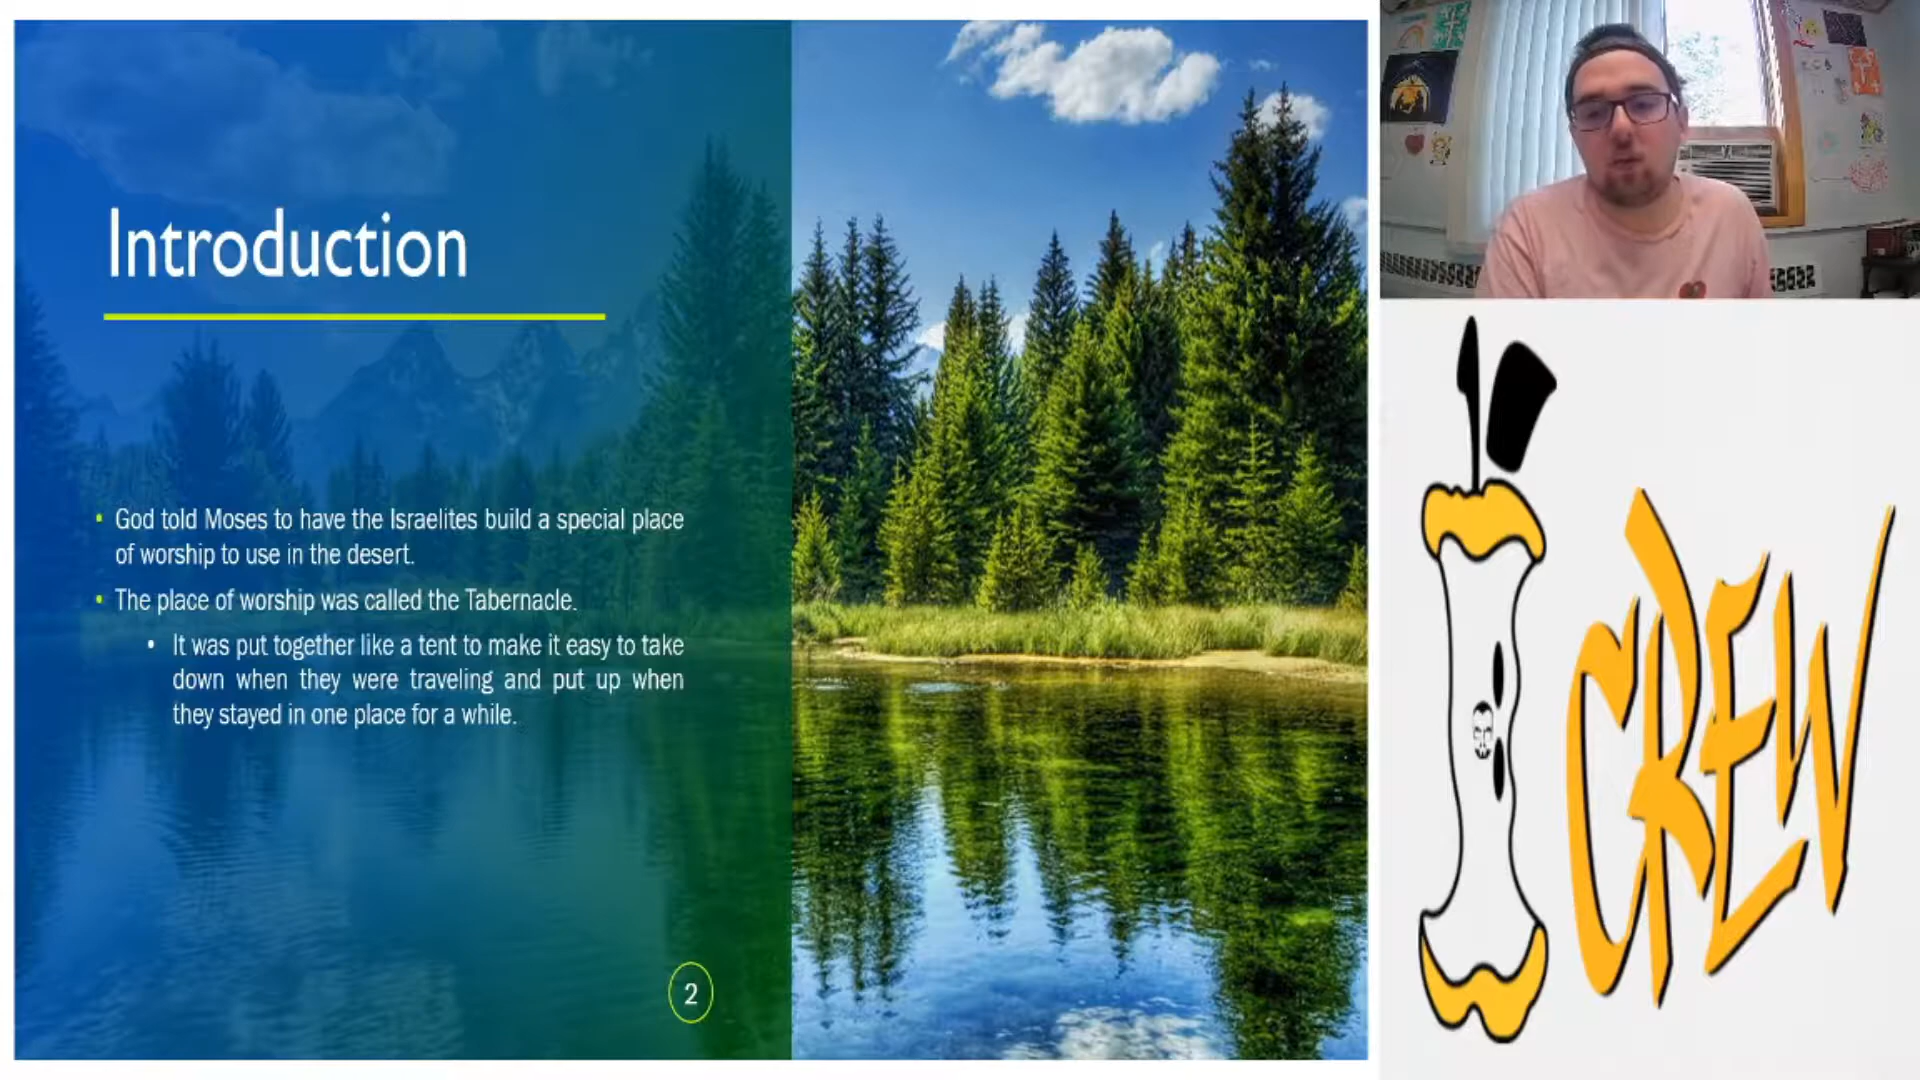 Introduction
• God told Moses to have the Israelites build a special place
of worship to use in the desert.
• The place of worship was called the Tabernacle.
• It was put together like a tent to make it easy to take
down when they were traveling and put up when
they stayed in one place for a while.
2
CREW